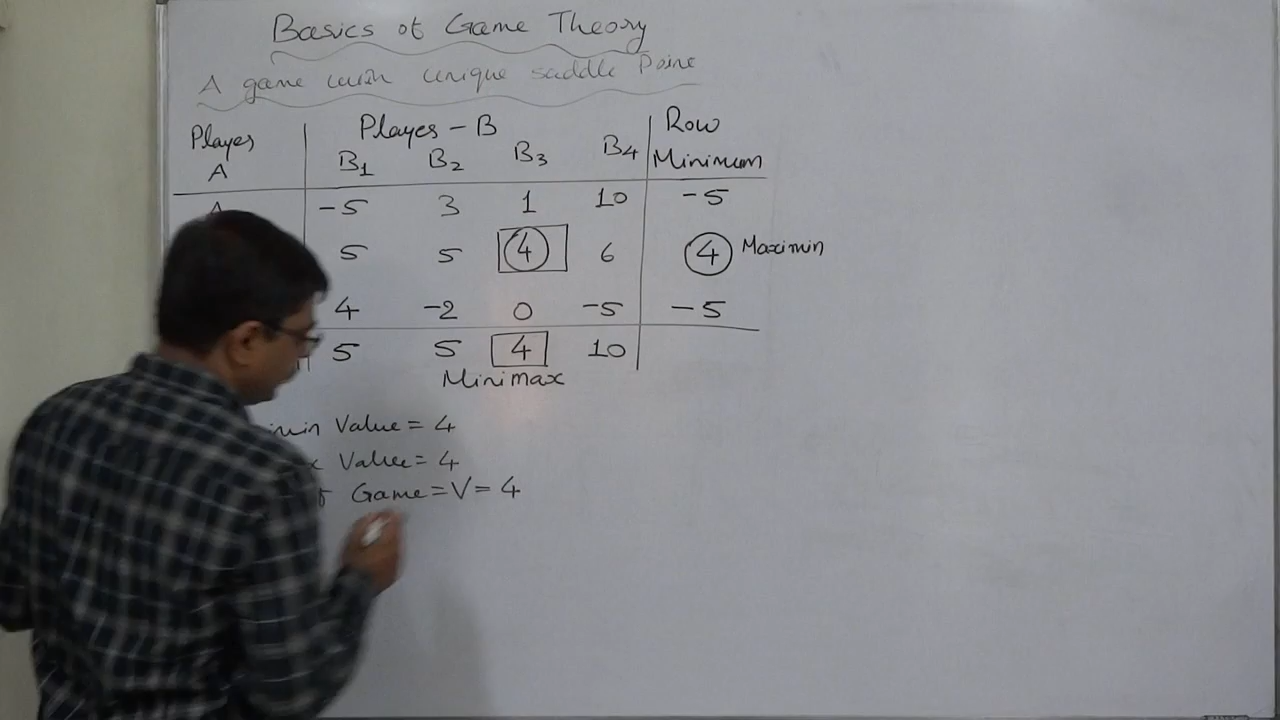 Basics of Game Theory
A game with unique saddle Point
Player Player - B Row
A B1 B2 B3 B4 Minimum
A -5 3 1 10 -5
5 5 4 6 4 Maximin
4 -2 0 -5 -5
5 5 4 10
Minimax
Value = 4
Value = 4
Game = V = 4